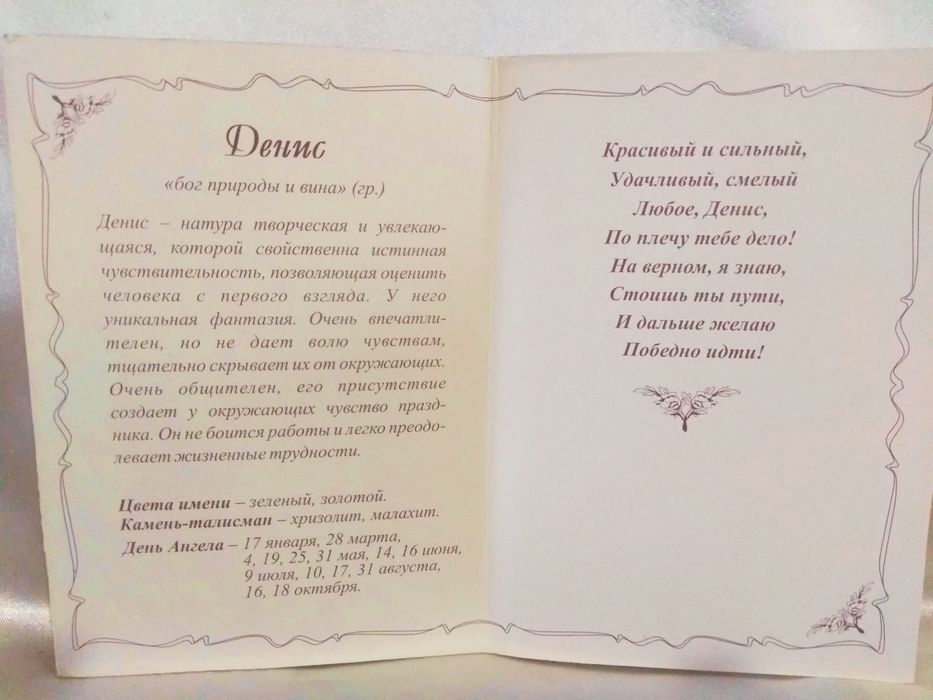 Денис
«бог природы и вина» (гр.)
Денис – натура творческая и увлекаю-
щаяся, которой свойственна истинная
чувствительность, позволяющая оценить
человека с первого взгляда. У него
уникальная фантазия. Очень впечатли-
телен, но не дает волю чувствам,
тщательно скрывает их от окружающих.
Очень общителен, его присутствие
создает у окружающих чувство празд-
ника. Он не боится работы и легко преодо-
левает жизненные трудности.
Цвета имени – зеленый, золотой.
Камень-талисман – хризолит, малахит.
День Ангела – 17 января, 28 марта,
4, 19, 25, 31 мая, 14, 16 июня,
9 июля, 10, 17, 31 августа,
16, 18 октября.
Красивый и сильный,
Удачливый, смелый
Любое, Денис,
По плечу тебе дело!
На верном, я знаю,
Стоишь ты пути,
И дальше желаю
Победно идти!